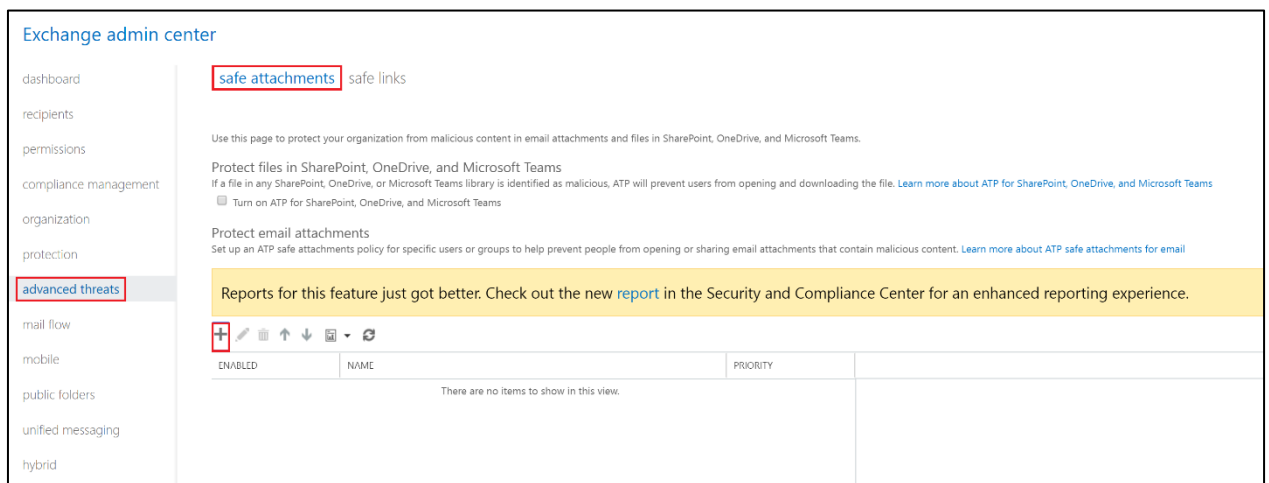 Exchange admin center
dashboard
recipients
permissions
compliance management
organization
protection
advanced threats
mail flow
mobile
public folders
unified messaging
hybrid
safe attachments safe links
Use this page to protect your organization from malicious content in email attachments and files in SharePoint, OneDrive, and Microsoft Teams.
Protect files in SharePoint, OneDrive, and Microsoft Teams
If a file in any SharePoint, OneDrive, or Microsoft Teams library is identified as malicious, ATP will prevent users from opening and downloading the file. Learn more about ATP for SharePoint, OneDrive, and Microsoft Teams
Turn on ATP for SharePoint, OneDrive, and Microsoft Teams
Protect email attachments
Set up an ATP safe attachments policy for specific users or groups to help prevent people from opening or sharing email attachments that contain malicious content. Learn more about ATP safe attachments for email
Reports for this feature just got better. Check out the new report in the Security and Compliance Center for an enhanced reporting experience.
ENABLED NAME PRIORITY
There are no items to show in this view.